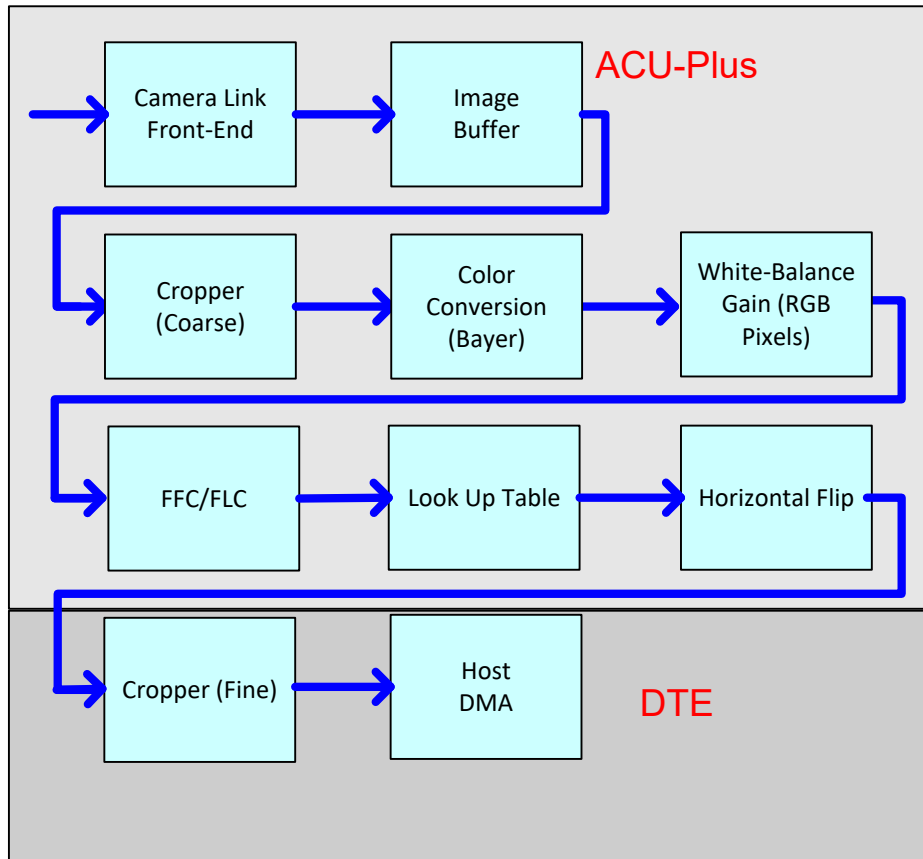 ACU-Plus
Camera Link
Front-End
Image
Buffer
Cropper
(Coarse)
Color
Conversion
(Bayer)
White-Balance
Gain (RGB
Pixels)
FFC/FLC
Look Up Table
Horizontal Flip
Cropper (Fine)
Host
DMA
DTE